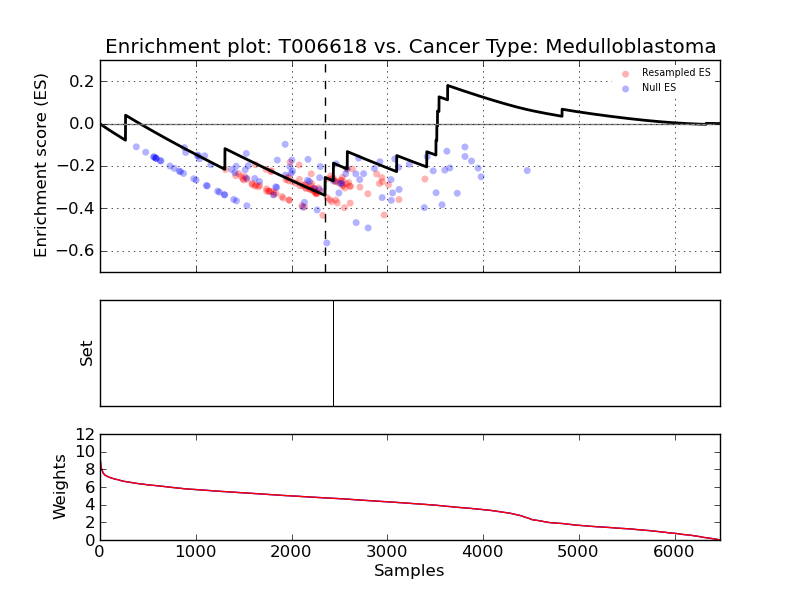 Enrichment plot: T006618 vs. Cancer Type: Medulloblastoma
Enrichment score (ES)
0.2
0.0
−0.2
−0.4
−0.6
Resampled ES
Null ES
Set
Weights
12
10
8
6
4
2
0
0 1000 2000 3000 4000 5000 6000
Samples